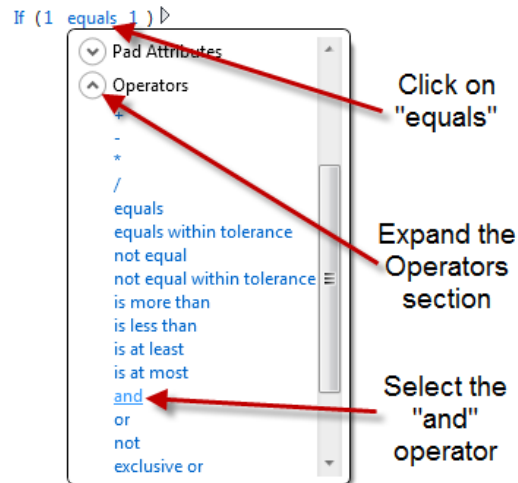 If (1 equals 1 )
Pad Attributes
Operators
+
-
*
/
equals
equals within tolerance
not equal
not equal within tolerance
is more than
is less than
is at least
is at most
and
or
not
exclusive or
Click on
"equals"
Expand the
Operators
section
Select the
"and"
operator